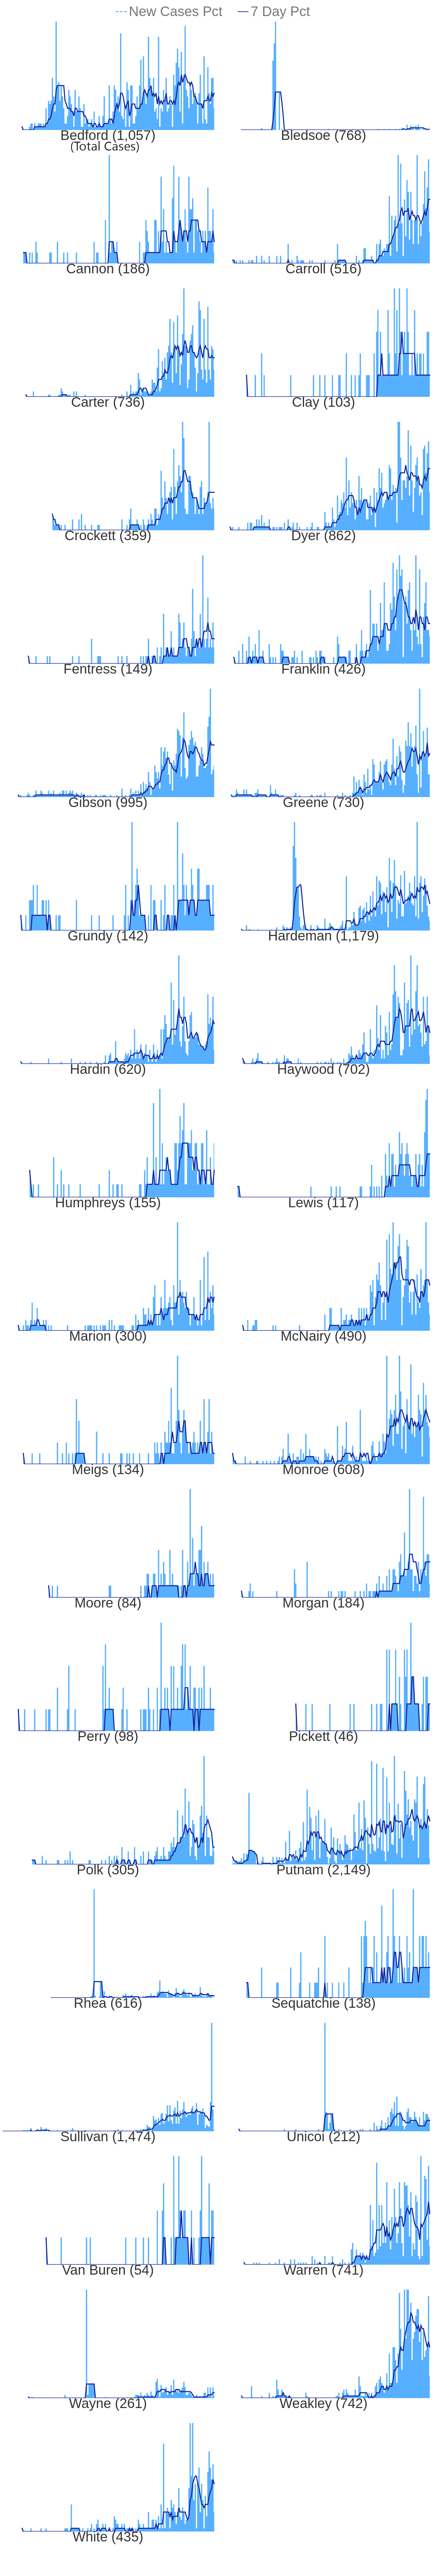 New Cases Pct 7 Day Pct
Bedford (1,057) Bledsoe (768)
(Total Cases)
Cannon (186) Carroll (516)
Carter (736) Clay (103)
Crockett (359) Dyer (862)
Fentress (149) Franklin (426)
Gibson (995) Greene (730)
Grundy (142) Hardeman (1,179)
Hardin (620) Haywood (702)
Humphreys (155) Lewis (117)
Marion (300) McNairy (490)
Meigs (134) Monroe (608)
Moore (84) Morgan (184)
Perry (98) Pickett (46)
Polk (305) Putnam (2,149)
Rhea (616) Sequatchie (138)
Sullivan (1,474) Unicoi (212)
Van Buren (54) Warren (741)
Wayne (261) Weakley (742)
White (435)